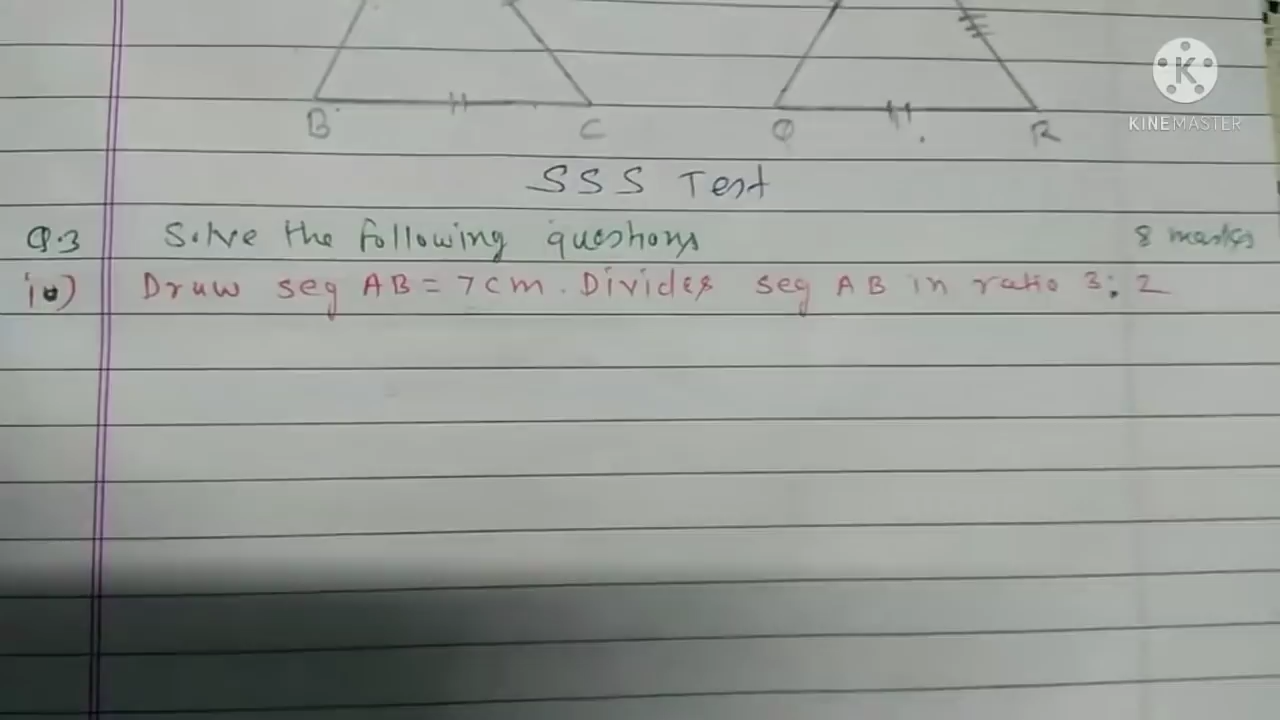 K
KINEMASTER
B C Q R
SSS Test
Q.3 Solve the following questions 8 marks
iv) Draw seg AB = 7cm. Divides seg AB in ratio 3:2